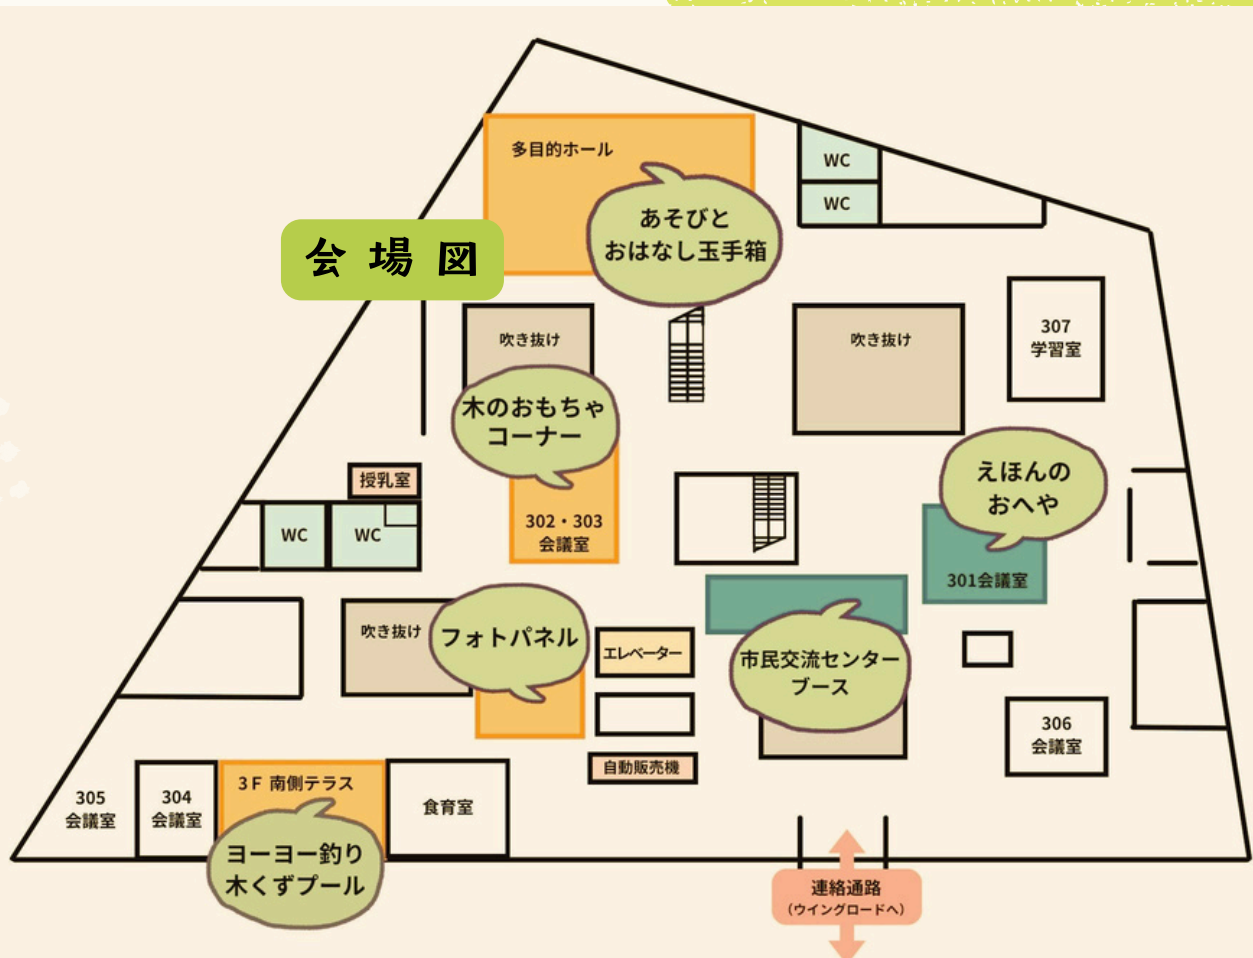 会場図
多目的ホール
あそびと
おはなし玉手箱
WC
WC
吹き抜け
吹き抜け
307
学習室
木のおもちゃ
コーナー
302・303
会議室
えほんの
おへや
301会議室
授乳室
WC
WC
吹き抜け
フォトパネル
エレベーター
市民交流センター
ブース
306
会議室
自動販売機
305
会議室
304
会議室
3F 南側テラス
ヨーヨー釣り
木くずプール
食育室
連絡通路
(ウイングロードへ)